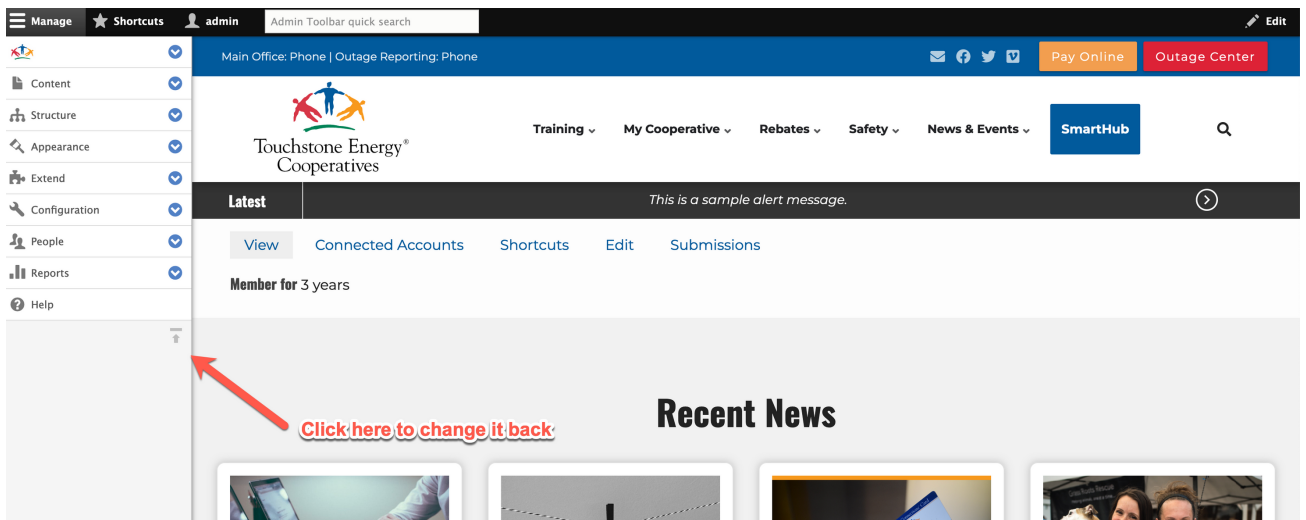 Manage Shortcuts admin Admin Toolbar quick search Edit
Main Office: Phone | Outage Reporting: Phone Pay Online Outage Center
Content
Structure
Appearance
Extend
Configuration
People
Reports
Help
Touchstone Energy®
Cooperatives
Training My Cooperative Rebates Safety News & Events SmartHub
Latest This is a sample alert message.
View Connected Accounts Shortcuts Edit Submissions
Member for 3 years
Click here to change it back
Recent News